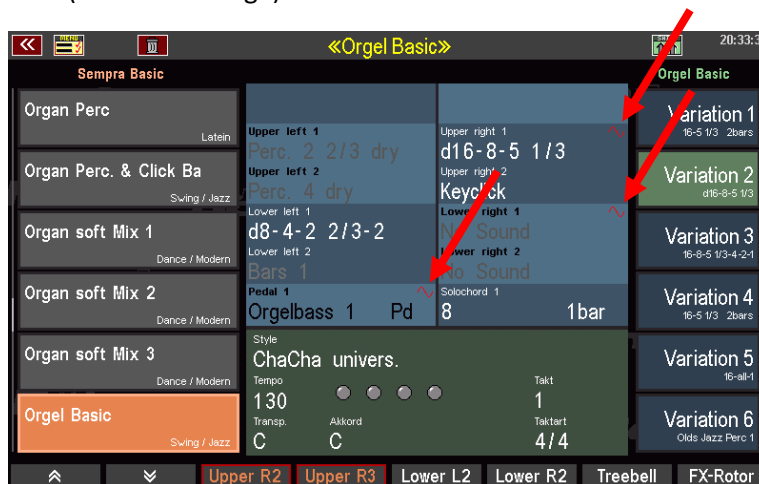 MENU
«Orgel Basic»
20:33:3
Sempra Basic
Orgel Basic
Organ Perc
Latein
Organ Perc. & Click Ba
Swing / Jazz
Organ soft Mix 1
Dance / Modern
Organ soft Mix 2
Dance / Modern
Organ soft Mix 3
Dance / Modern
Orgel Basic
Swing / Jazz
Upper left 1
Perc. 2 2/3 dry
Upper left 2
Perc. 4 dry
Upper right 1
d16-8-5 1/3
Upper right 2
Keyclick
Lower left 1
d8-4-2 2/3-2
Lower left 2
Bars 1
Lower right 1
No Sound
Lower right 2
No Sound
Pedal 1
Orgelbass 1 Pd
Solochord 1
8 1bar
Style
ChaCha univers.
Tempo
130
Takt
1
Transp.
C
Akkord
C
Taktart
4/4
Variation 1
16-5 1/3 2bars
Variation 2
d16-8-5 1/3
Variation 3
16-8-5 1/3-4-2-1
Variation 4
16-5 1/3 2bars
Variation 5
16-all-1
Variation 6
Olds Jazz Perc 1
Upper R2 Upper R3 Lower L2 Lower R2 Treebell FX-Rotor